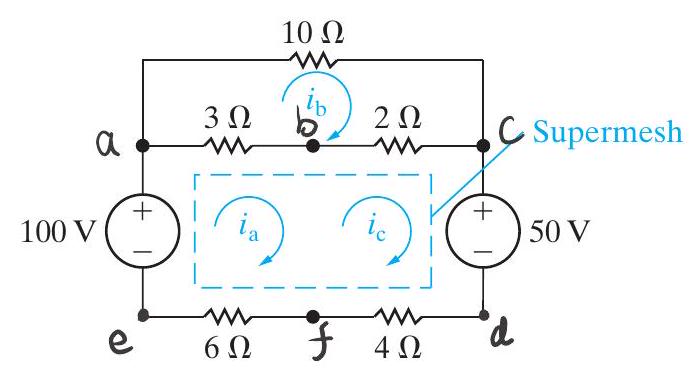 10 Ω
i_b
3 Ω b 2 Ω
a c Supermesh
+ +
100 V i_a i_c 50 V
− −
e f d
6 Ω 4 Ω